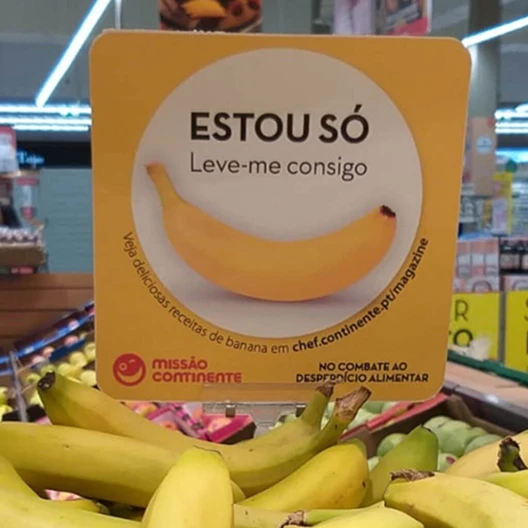 ESTOU SÓ
Leve-me consigo
Veja deliciosas receitas de banana em chef.continente.pt/magazine
MISSÃO
CONTINENTE
NO COMBATE AO
DESPERDÍCIO ALIMENTAR